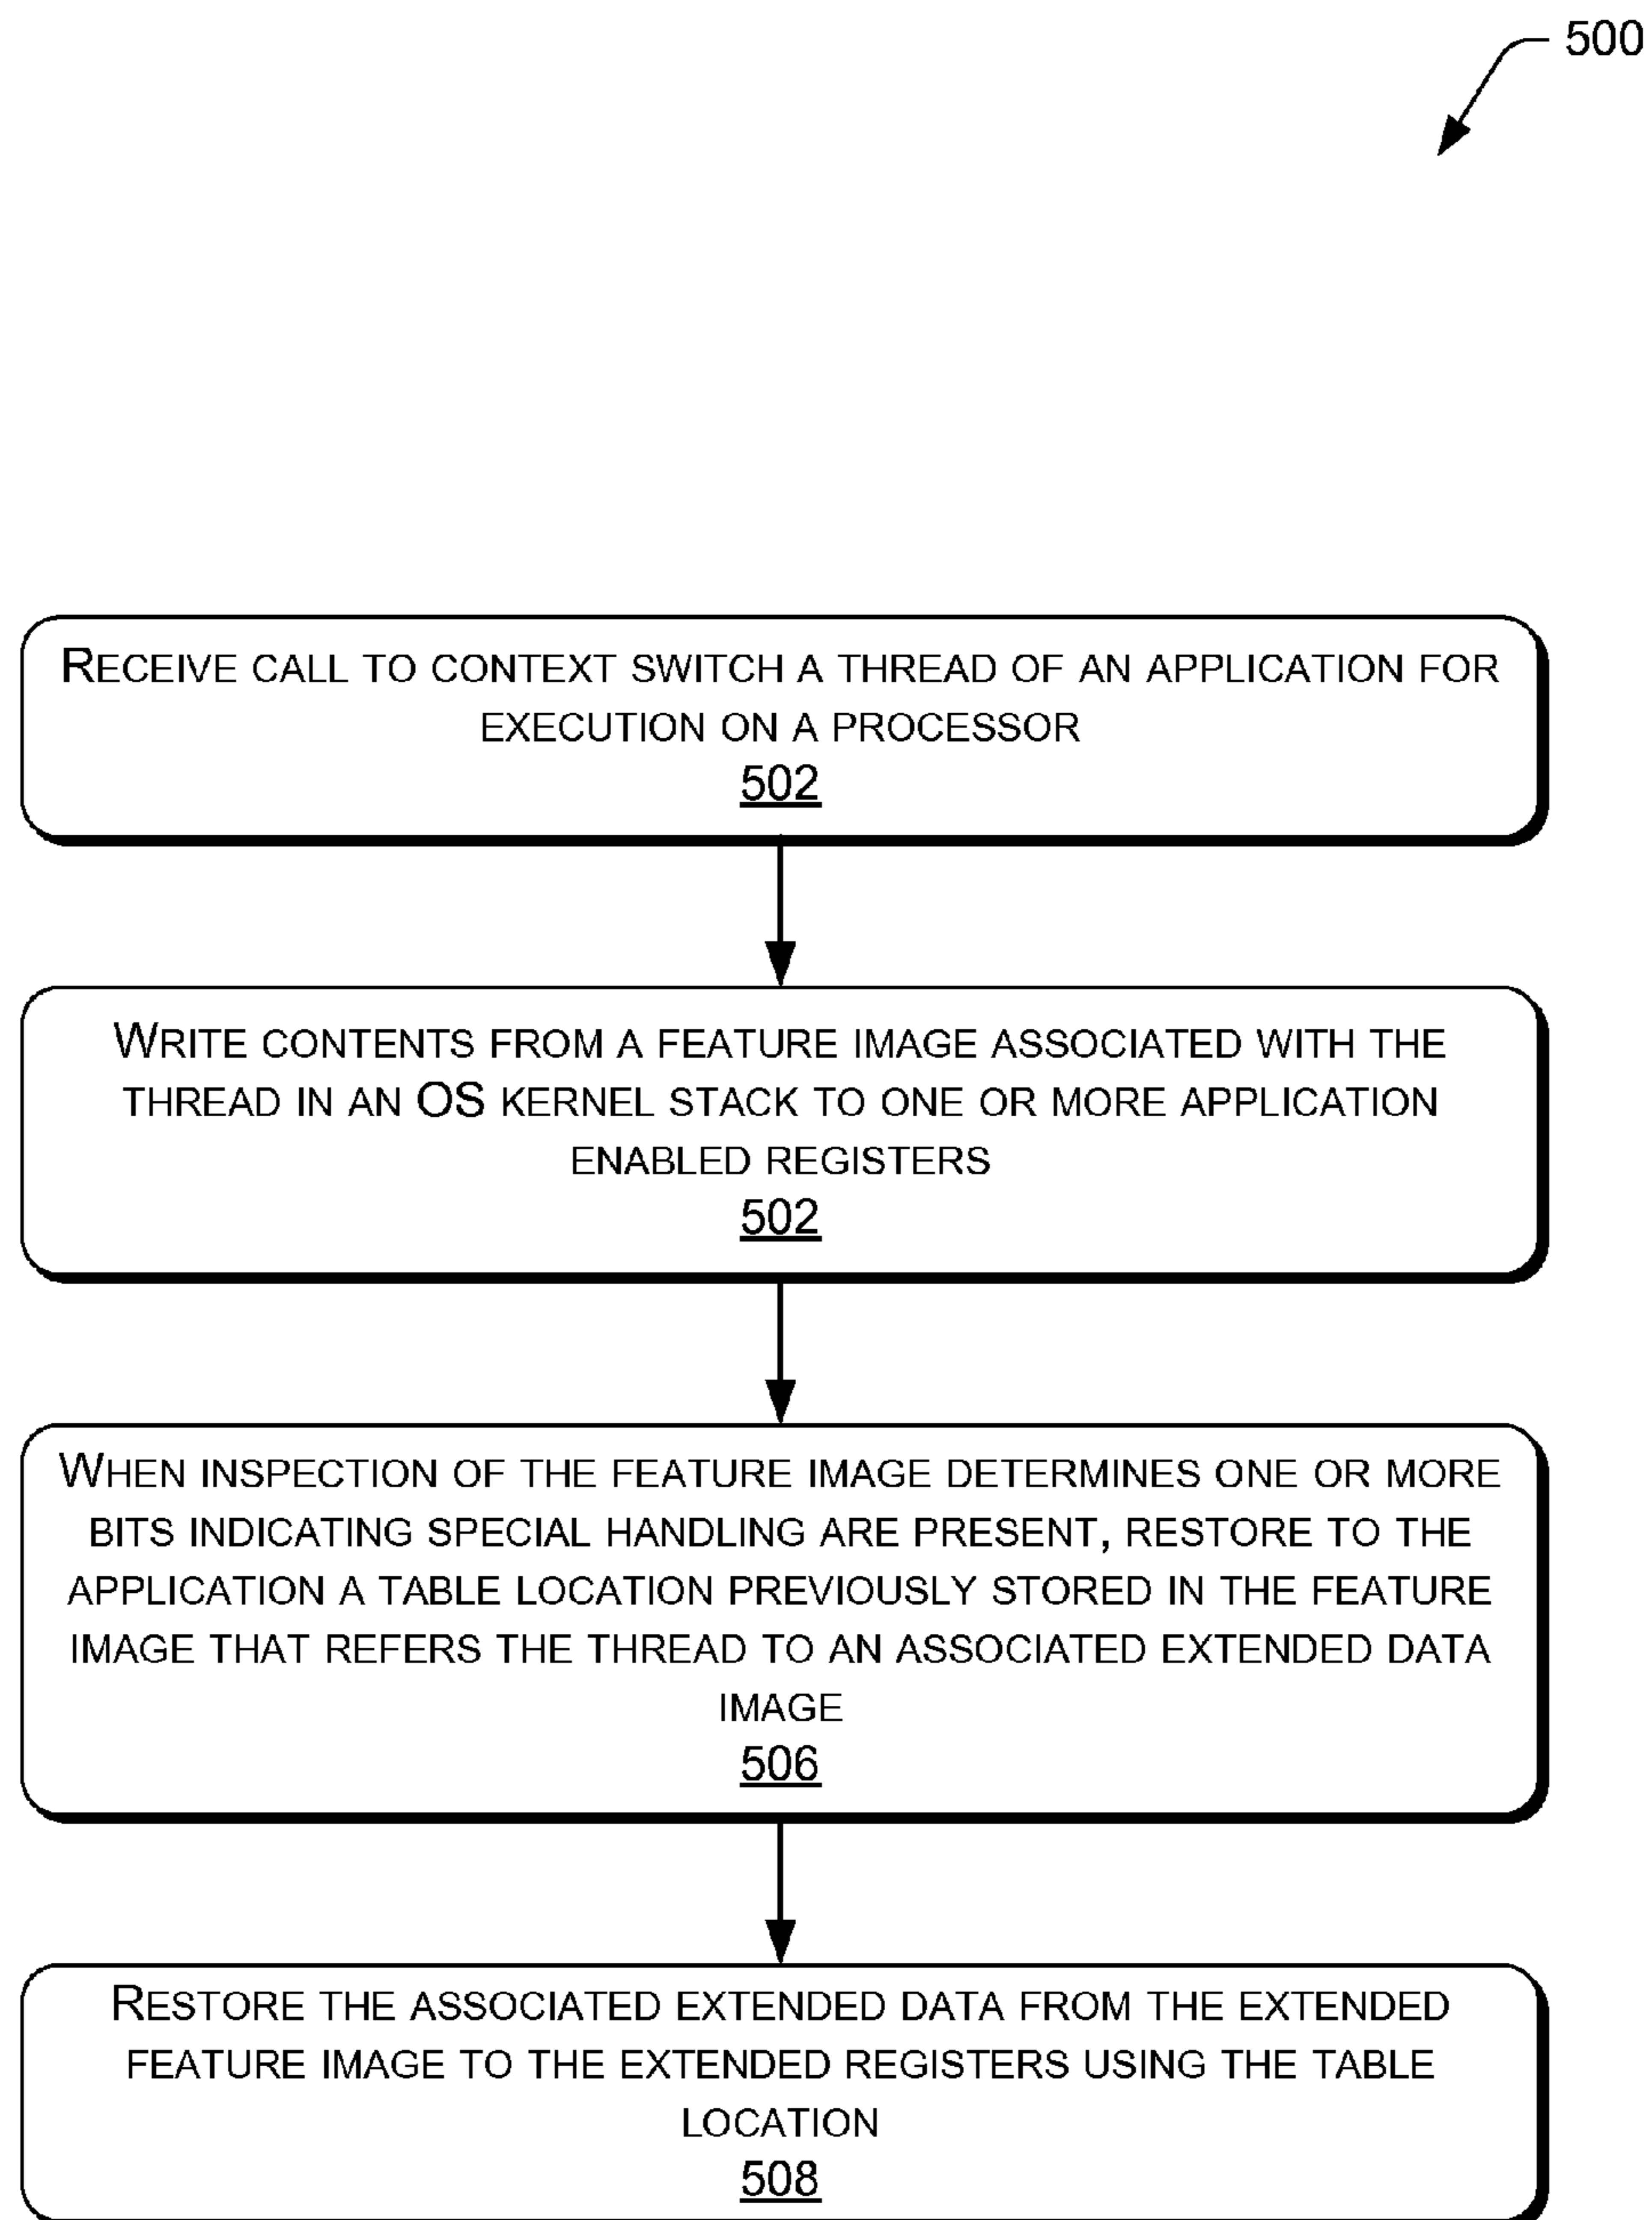 500
RECEIVE CALL TO CONTEXT SWITCH A THREAD OF AN APPLICATION FOR
EXECUTION ON A PROCESSOR
502
WRITE CONTENTS FROM A FEATURE IMAGE ASSOCIATED WITH THE
THREAD IN AN OS KERNEL STACK TO ONE OR MORE APPLICATION
ENABLED REGISTERS
502
WHEN INSPECTION OF THE FEATURE IMAGE DETERMINES ONE OR MORE
BITS INDICATING SPECIAL HANDLING ARE PRESENT, RESTORE TO THE
APPLICATION A TABLE LOCATION PREVIOUSLY STORED IN THE FEATURE
IMAGE THAT REFERS THE THREAD TO AN ASSOCIATED EXTENDED DATA
IMAGE
506
RESTORE THE ASSOCIATED EXTENDED DATA FROM THE EXTENDED
FEATURE IMAGE TO THE EXTENDED REGISTERS USING THE TABLE
LOCATION
508